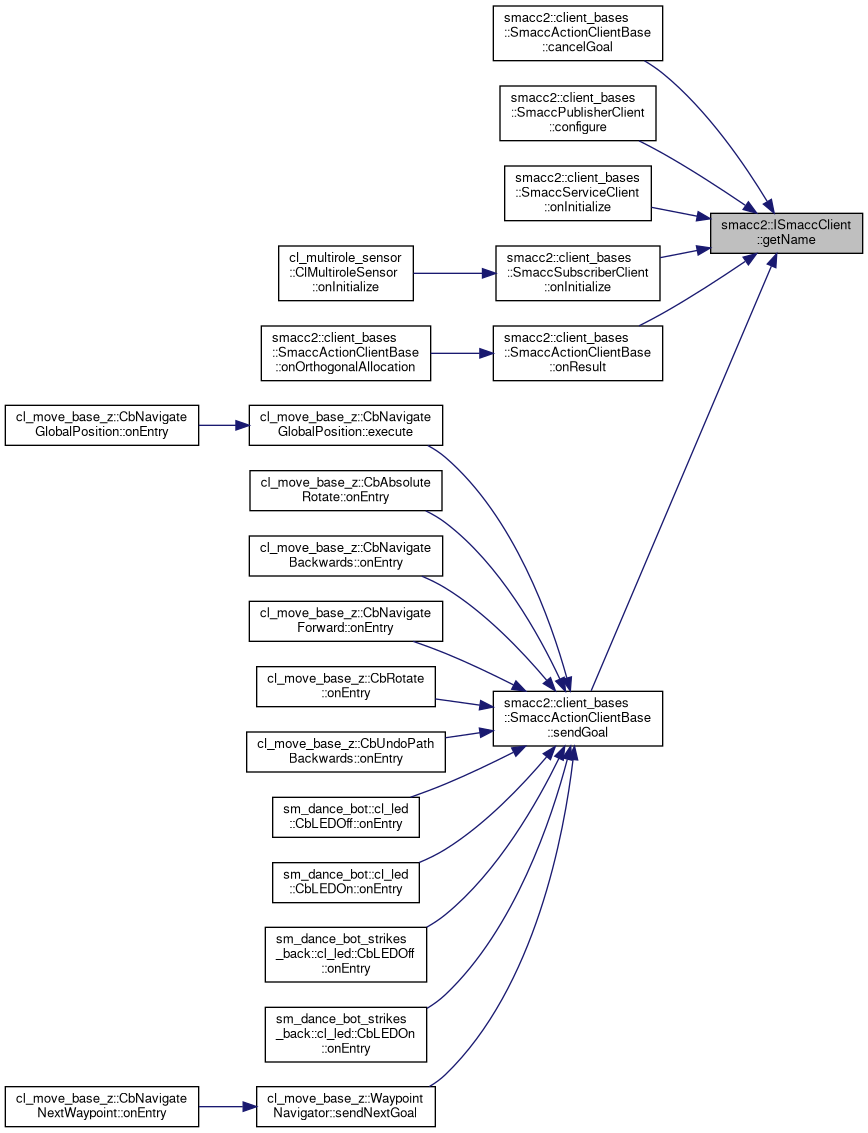 smacc2::client_bases
::SmaccActionClientBase
::cancelGoal
smacc2::client_bases
::SmaccPublisherClient
::configure
smacc2::client_bases
::SmaccServiceClient
::onInitialize
smacc2::ISmaccClient
::getName
cl_multirole_sensor
::ClMultiroleSensor
::onInitialize
smacc2::client_bases
::SmaccSubscriberClient
::onInitialize
smacc2::client_bases
::SmaccActionClientBase
::onOrthogonalAllocation
smacc2::client_bases
::SmaccActionClientBase
::onResult
cl_move_base_z::CbNavigate
GlobalPosition::onEntry
cl_move_base_z::CbNavigate
GlobalPosition::execute
cl_move_base_z::CbAbsolute
Rotate::onEntry
cl_move_base_z::CbNavigate
Backwards::onEntry
cl_move_base_z::CbNavigate
Forward::onEntry
cl_move_base_z::CbRotate
::onEntry
smacc2::client_bases
::SmaccActionClientBase
::sendGoal
cl_move_base_z::CbUndoPath
Backwards::onEntry
sm_dance_bot::cl_led
::CbLEDOff::onEntry
sm_dance_bot::cl_led
::CbLEDOn::onEntry
sm_dance_bot_strikes
_back::cl_led::CbLEDOff
::onEntry
sm_dance_bot_strikes
_back::cl_led::CbLEDOn
::onEntry
cl_move_base_z::CbNavigate
NextWaypoint::onEntry
cl_move_base_z::Waypoint
Navigator::sendNextGoal